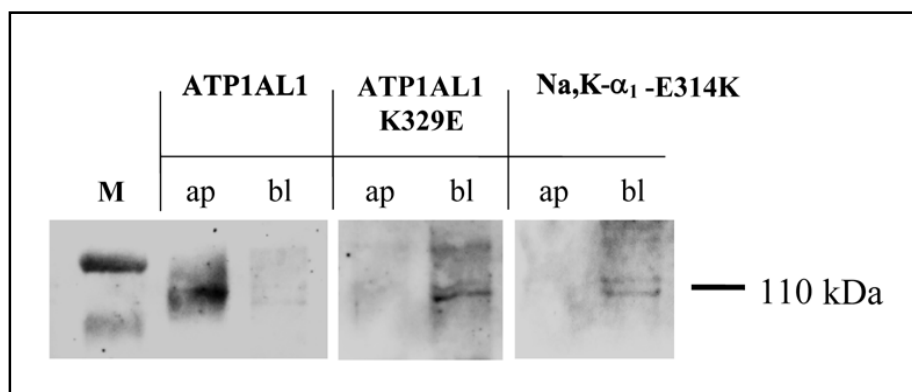 ATP1AL1 ATP1AL1 Na,K-α₁ -E314K
K329E
M ap bl ap bl ap bl
110 kDa